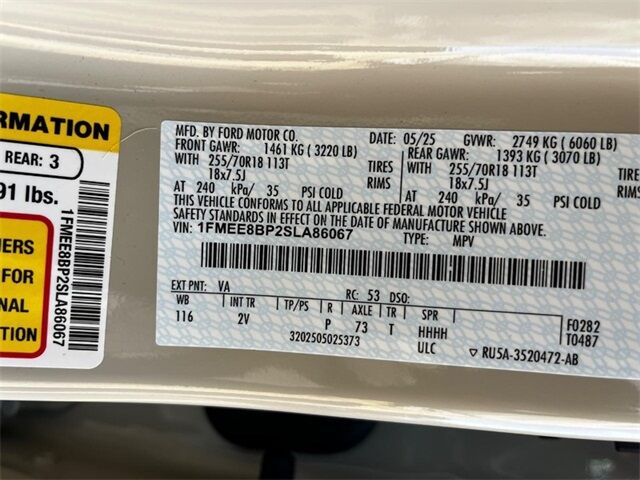 RMATION
REAR: 3
91 lbs.
IERS
FOR
NAL
S
1FMEE8BP2SLA86067
MFD. BY FORD MOTOR CO.
DATE: 05/25 GVWR: 2749 KG ( 6060 LB)
FRONT GAWR: 1461 KG ( 3220 LB)
REAR GAWR: 1393 KG ( 3070 LB)
WITH 255/70R18 113T TIRES
WITH 255/70R18 113T TIRE
18x7.5J RIMS
18x7.5J RIMS
AT 240 kPa/ 35 PSI COLD
AT 240 kPa/ 35 PSI COLD
THIS VEHICLE CONFORMS TO ALL APPLICABLE FEDERAL MOTOR VEHICLE
SAFETY STANDARDS IN EFFECT ON THE DATE OF MANUFACTURE SHOWN ABOVE.
VIN: 1FMEE8BP2SLA86067
TYPE: MPV
EXT PNT: VA RC: 53 DSO:
WB INT TR TP/PS R AXLE TR SPR
116 2V P 73 T HHHH
ULC
F0282
T0487
3202505025373
RU5A-3520472-AB